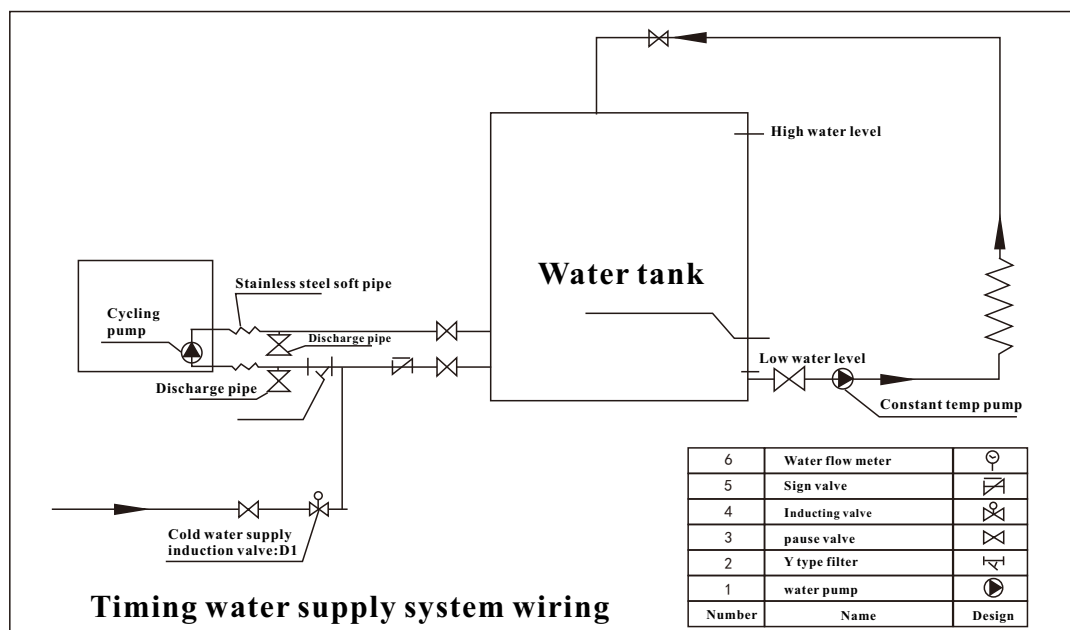 High water level
Water tank
Stainless steel soft pipe
Cycling
pump
Discharge pipe
Low water level
Discharge pipe
Constant temp pump
Cold water supply
induction valve:D1
6 Water flow meter
5 Sign valve
4 Inducting valve
3 pause valve
2 Y type filter
1 water pump
Number Name Design
Timing water supply system wiring